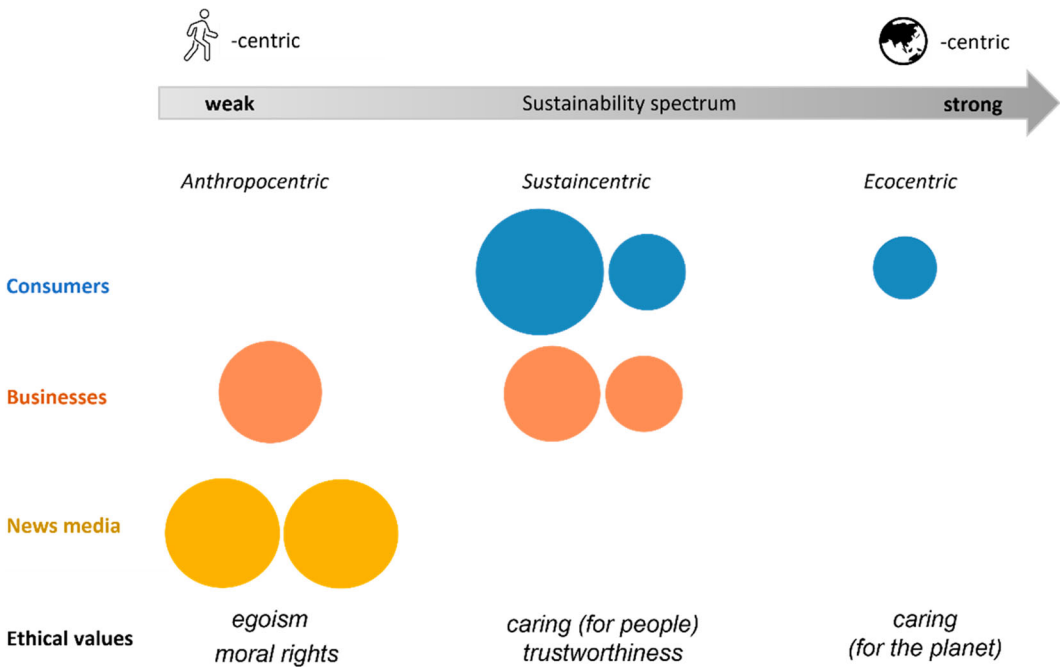 -centric
-centric
weak Sustainability spectrum strong
Anthropocentric Sustaincentric Ecocentric
Consumers
Businesses
News media
Ethical values
egoism
moral rights
caring (for people)
trustworthiness
caring
(for the planet)